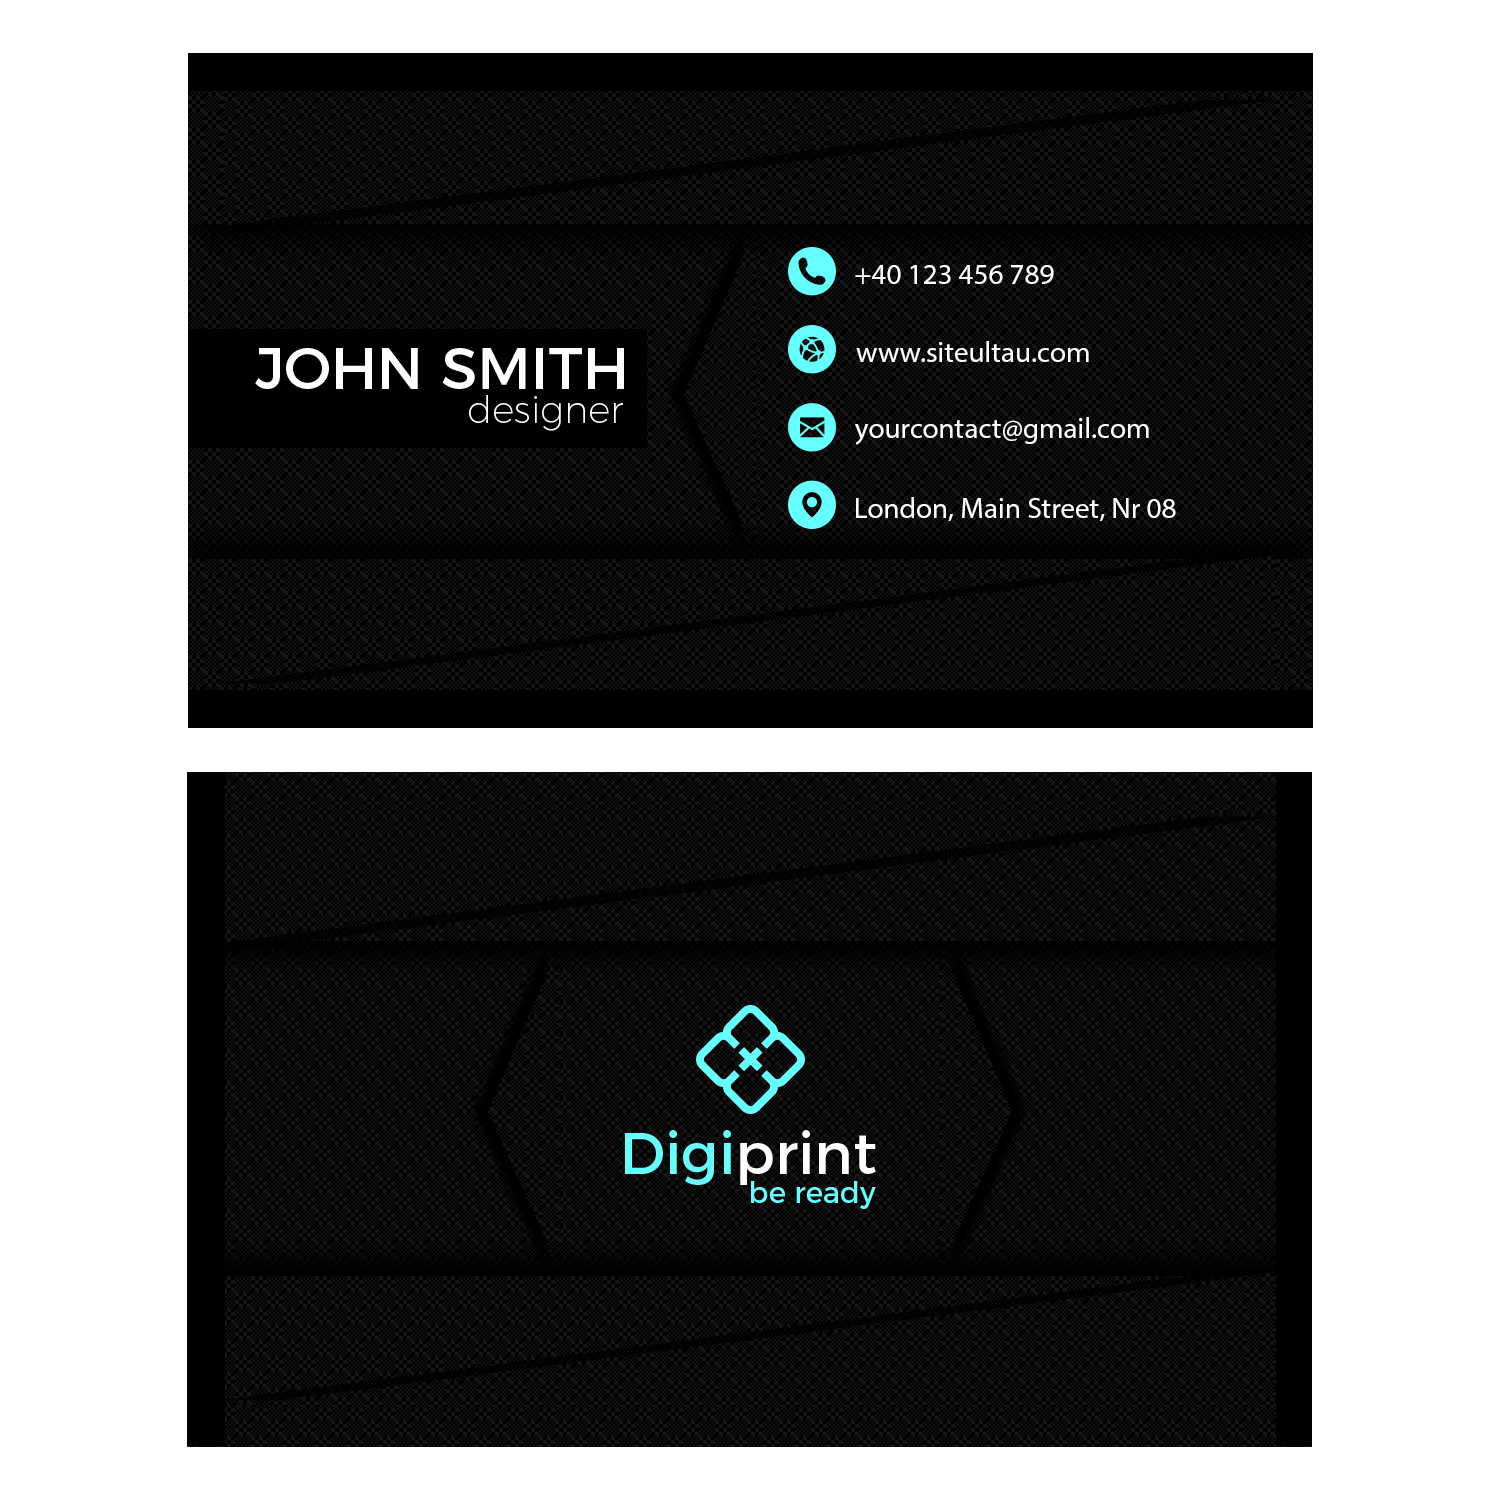 JOHN SMITH
designer
+40 123 456 789
www.siteultau.com
yourcontact@gmail.com
London, Main Street, Nr 08
Digiprint
be ready